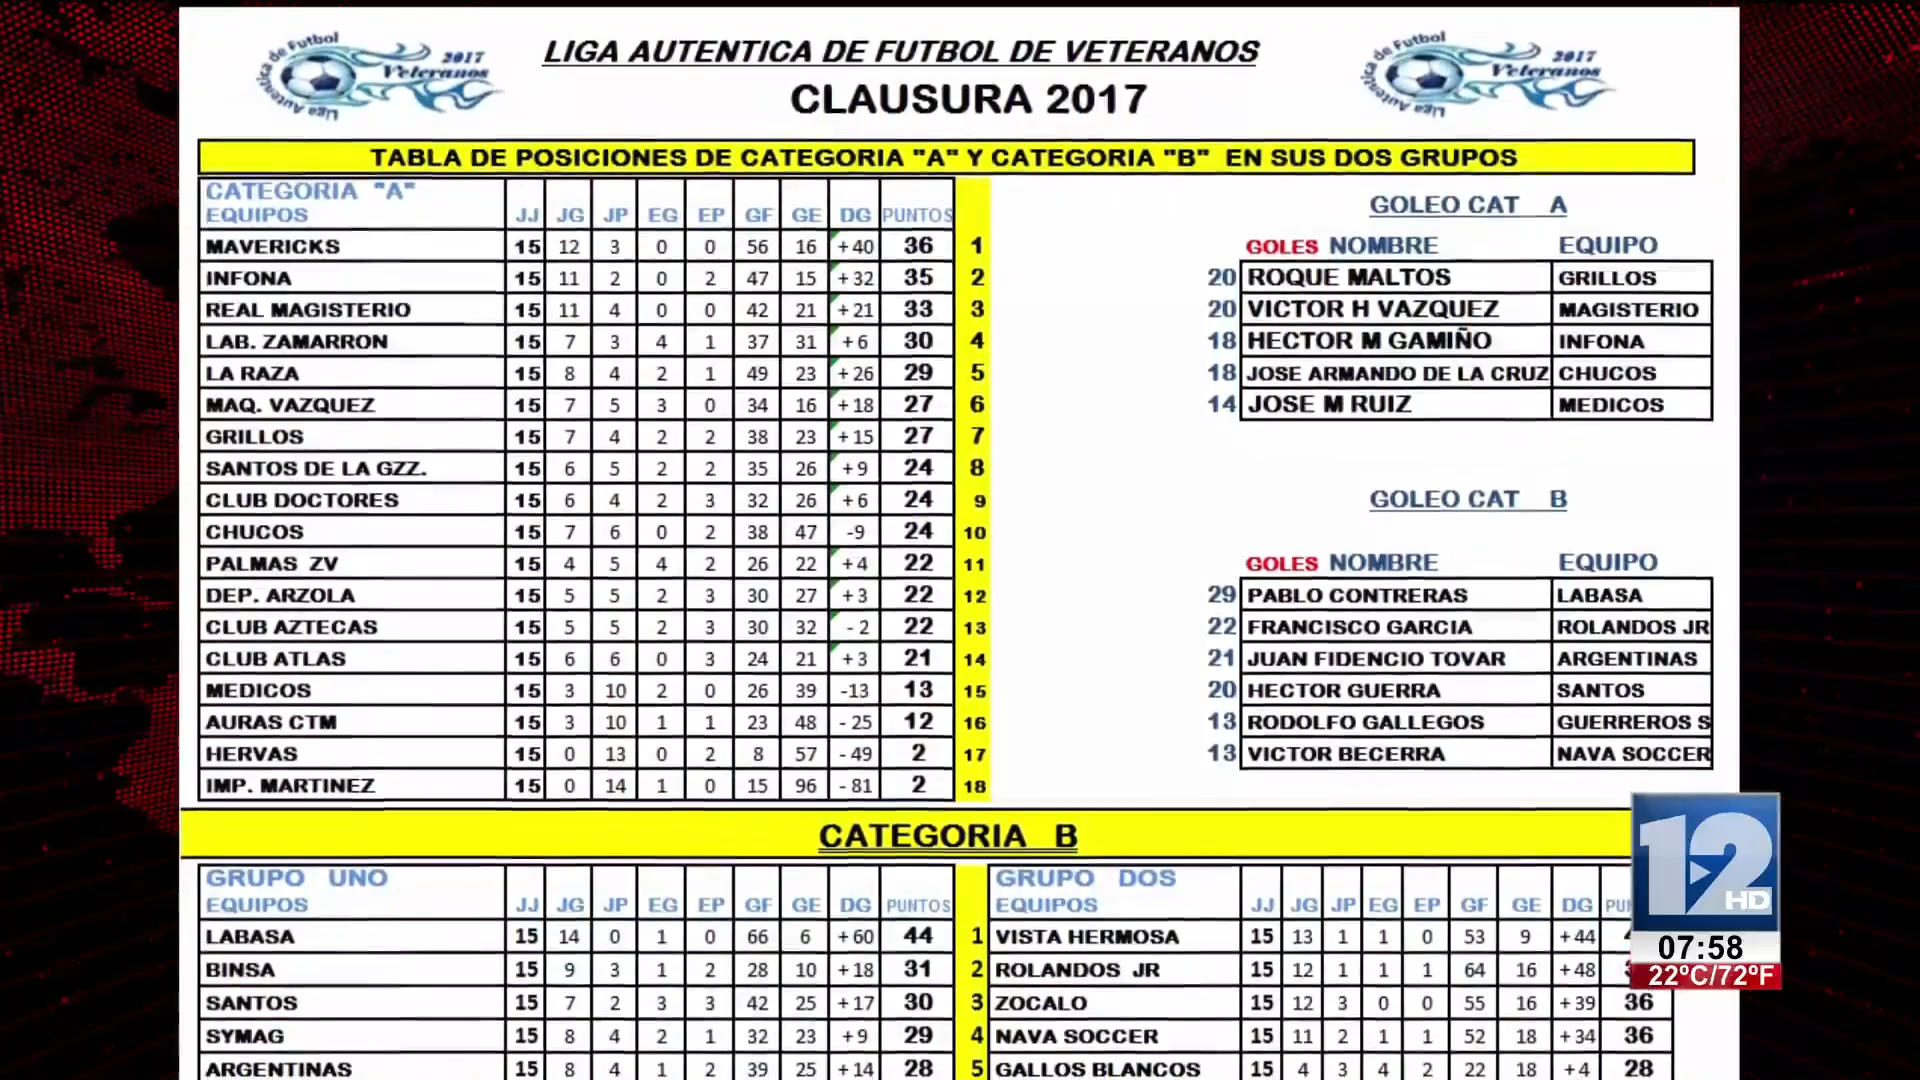 LIGA AUTENTICA DE FUTBOL DE VETERANOS
CLAUSURA 2017
Liga Autentica de Futbol 2017 Veteranos
Liga Autentica de Futbol 2017 Veteranos
TABLA DE POSICIONES DE CATEGORIA "A" Y CATEGORIA "B" EN SUS DOS GRUPOS
CATEGORIA "A"
EQUIPOS JJ JG JP EG EP GF GE DG PUNTOS
MAVERICKS 15 12 3 0 0 56 16 +40 36 1
INFONA 15 11 2 0 2 47 15 +32 35 2
REAL MAGISTERIO 15 11 4 0 0 42 21 +21 33 3
LAB. ZAMARRON 15 7 3 4 1 37 31 +6 30 4
LA RAZA 15 8 4 2 1 49 23 +26 29 5
MAQ. VAZQUEZ 15 7 5 3 0 34 16 +18 27 6
GRILLOS 15 7 4 2 2 38 23 +15 27 7
SANTOS DE LA GZZ. 15 6 5 2 2 35 26 +9 24 8
CLUB DOCTORES 15 6 4 2 3 32 26 +6 24 9
CHUCOS 15 7 6 0 2 38 47 -9 24 10
PALMAS ZV 15 4 5 4 2 26 22 +4 22 11
DEP. ARZOLA 15 5 5 2 3 30 27 +3 22 12
CLUB AZTECAS 15 5 5 2 3 30 32 - 2 22 13
CLUB ATLAS 15 6 6 0 3 24 21 +3 21 14
MEDICOS 15 3 10 2 0 26 39 -13 13 15
AURAS CTM 15 3 10 1 1 23 48 - 25 12 16
HERVAS 15 0 13 0 2 8 57 - 49 2 17
IMP. MARTINEZ 15 0 14 1 0 15 96 - 81 2 18
GOLEO CAT A
GOLES NOMBRE EQUIPO
20 ROQUE MALTOS GRILLOS
20 VICTOR H VAZQUEZ MAGISTERIO
18 HECTOR M GAMIÑO INFONA
18 JOSE ARMANDO DE LA CRUZ CHUCOS
14 JOSE M RUIZ MEDICOS
GOLEO CAT B
GOLES NOMBRE EQUIPO
29 PABLO CONTRERAS LABASA
22 FRANCISCO GARCIA ROLANDOS JR
21 JUAN FIDENCIO TOVAR ARGENTINAS
20 HECTOR GUERRA SANTOS
13 RODOLFO GALLEGOS GUERREROS S
13 VICTOR BECERRA NAVA SOCCER
CATEGORIA B
GRUPO UNO
EQUIPOS JJ JG JP EG EP GF GE DG PUNTOS
LABASA 15 14 0 1 0 66 6 +60 44 1
BINSA 15 9 3 1 2 28 10 +18 31 2
SANTOS 15 7 2 3 3 42 25 +17 30 3
SYMAG 15 8 4 2 1 32 23 +9 29 4
ARGENTINAS 15 8 4 1 2 39 25 +14 28 5
GRUPO DOS
EQUIPOS JJ JG JP EG EP GF GE DG PU
VISTA HERMOSA 15 13 1 1 0 53 9 +44
ROLANDOS JR 15 12 1 1 1 64 16 +48
ZOCALO 15 12 3 0 0 55 16 +39 36
NAVA SOCCER 15 11 2 1 1 52 18 +34 36
GALLOS BLANCOS 15 4 3 4 2 22 18 +4 28
12 HD
07:58
22ºC/72ºF